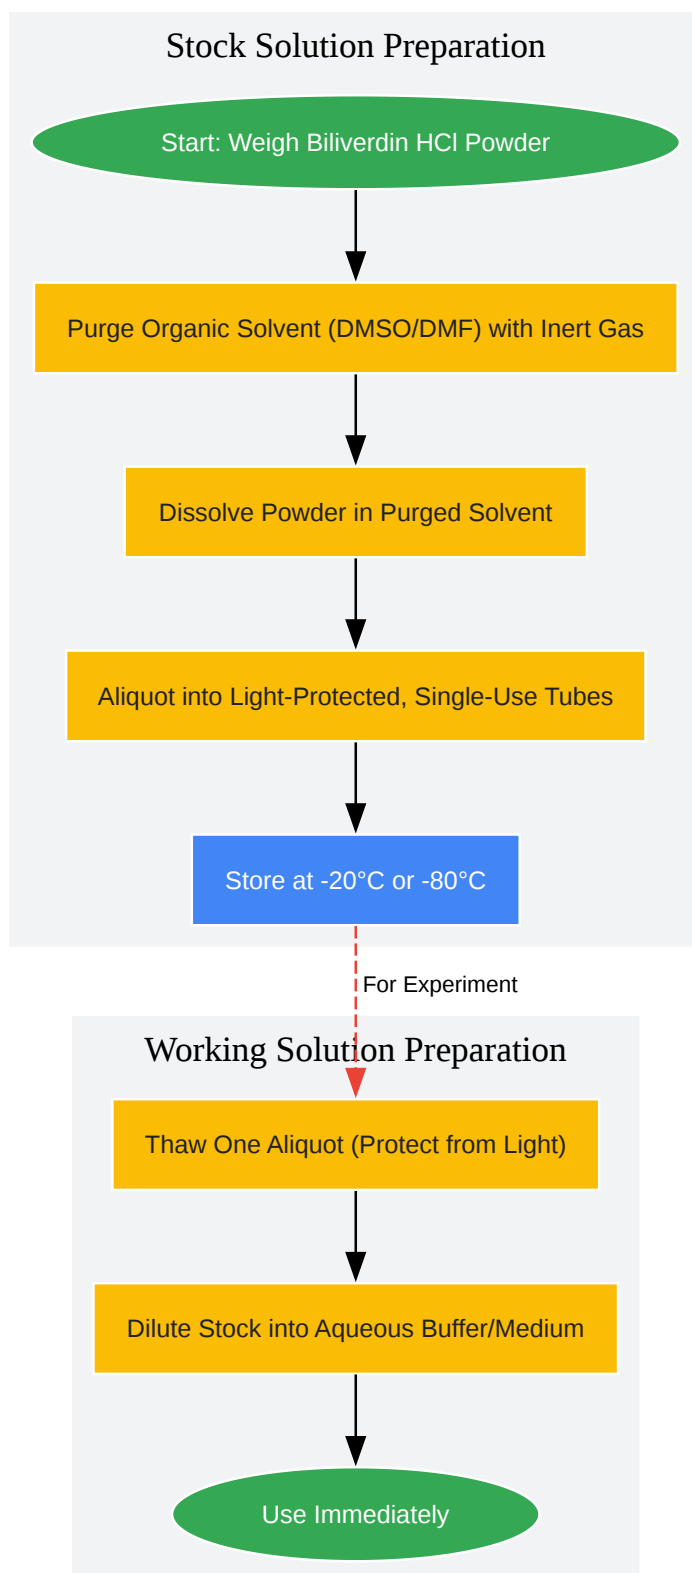 Stock Solution Preparation
Start: Weigh Biliverdin HCl Powder
Purge Organic Solvent (DMSO/DMF) with Inert Gas
Dissolve Powder in Purged Solvent
Aliquot into Light-Protected, Single-Use Tubes
Store at -20°C or -80°C
For Experiment
Working Solution Preparation
Thaw One Aliquot (Protect from Light)
Dilute Stock into Aqueous Buffer/Medium
Use Immediately